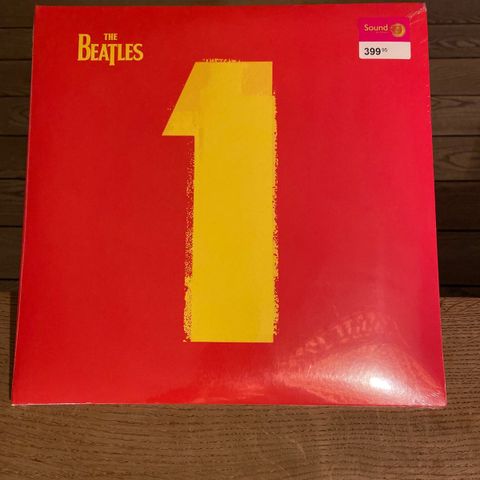 THE
BEATLES
1
Sound
399 95